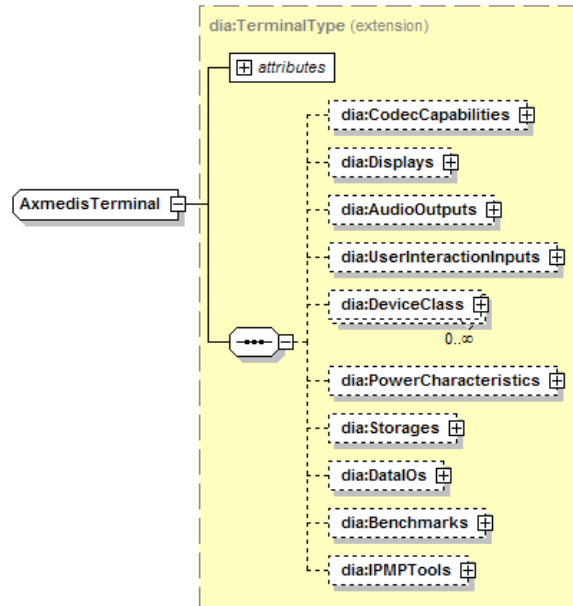 dia:TerminalType (extension)
attributes
dia:CodecCapabilities
dia:Displays
dia:AudioOutputs
AxmedisTerminal
dia:UserInteractionInputs
dia:DeviceClass
0..∞
dia:PowerCharacteristics
dia:Storages
dia:DataIOs
dia:Benchmarks
dia:IPMPTools